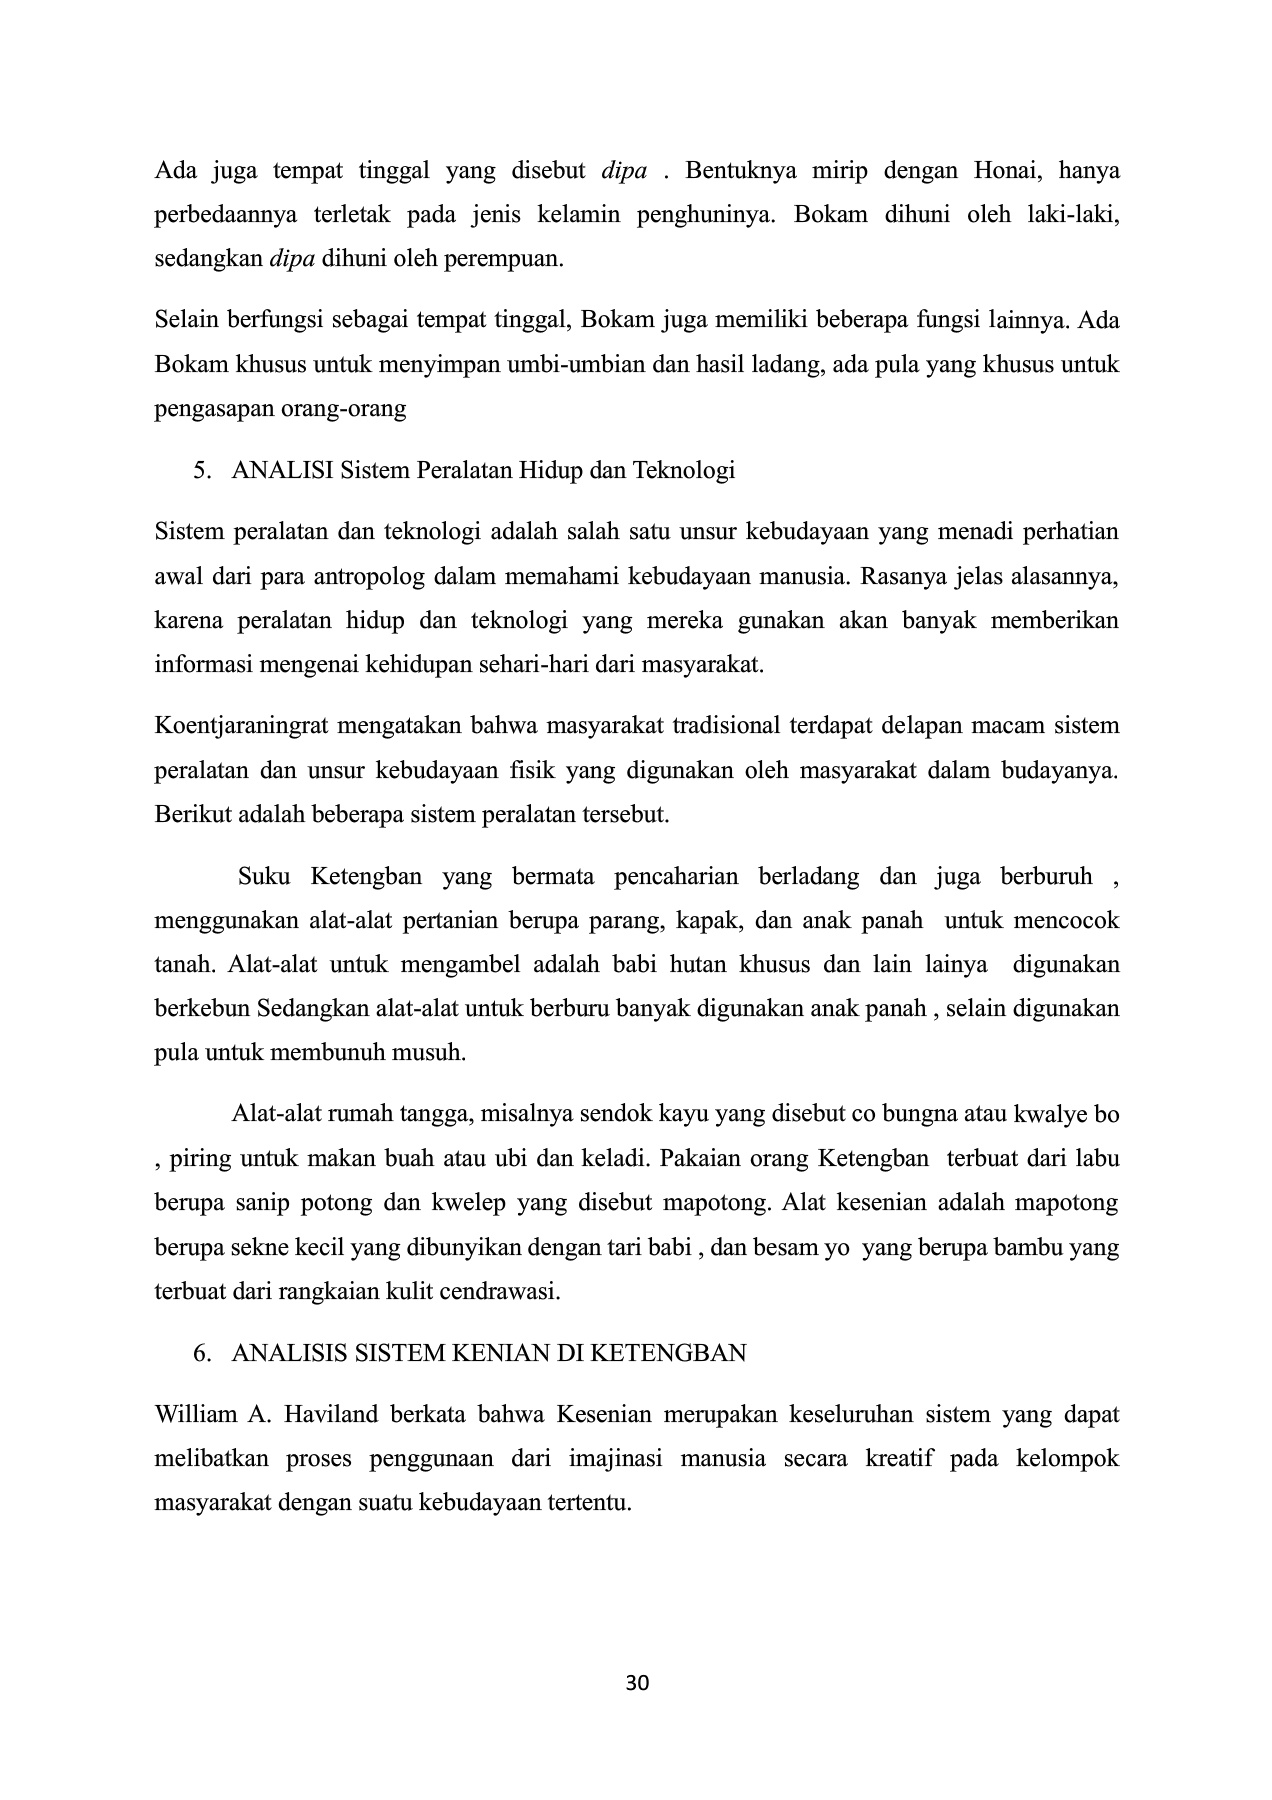 Ada juga tempat tinggal yang disebut dipa . Bentuknya mirip dengan Honai, hanya
perbedaannya terletak pada jenis kelamin penghuninya. Bokam dihuni oleh laki-laki,
sedangkan dipa dihuni oleh perempuan.
Selain berfungsi sebagai tempat tinggal, Bokam juga memiliki beberapa fungsi lainnya. Ada
Bokam khusus untuk menyimpan umbi-umbian dan hasil ladang, ada pula yang khusus untuk
pengasapan orang-orang
5. ANALISI Sistem Peralatan Hidup dan Teknologi
Sistem peralatan dan teknologi adalah salah satu unsur kebudayaan yang menadi perhatian
awal dari para antropolog dalam memahami kebudayaan manusia. Rasanya jelas alasannya,
karena peralatan hidup dan teknologi yang mereka gunakan akan banyak memberikan
informasi mengenai kehidupan sehari-hari dari masyarakat.
Koentjaraningrat mengatakan bahwa masyarakat tradisional terdapat delapan macam sistem
peralatan dan unsur kebudayaan fisik yang digunakan oleh masyarakat dalam budayanya.
Berikut adalah beberapa sistem peralatan tersebut.
Suku Ketengban yang bermata pencaharian berladang dan juga berburuh ,
menggunakan alat-alat pertanian berupa parang, kapak, dan anak panah untuk mencocok
tanah. Alat-alat untuk mengambel adalah babi hutan khusus dan lain lainya digunakan
berkebun Sedangkan alat-alat untuk berburu banyak digunakan anak panah , selain digunakan
pula untuk membunuh musuh.
Alat-alat rumah tangga, misalnya sendok kayu yang disebut co bungna atau kwalye bo
, piring untuk makan buah atau ubi dan keladi. Pakaian orang Ketengban terbuat dari labu
berupa sanip potong dan kwelep yang disebut mapotong. Alat kesenian adalah mapotong
berupa sekne kecil yang dibunyikan dengan tari babi , dan besam yo yang berupa bambu yang
terbuat dari rangkaian kulit cendrawasi.
6. ANALISIS SISTEM KENIAN DI KETENGBAN
William A. Haviland berkata bahwa Kesenian merupakan keseluruhan sistem yang dapat
melibatkan proses penggunaan dari imajinasi manusia secara kreatif pada kelompok
masyarakat dengan suatu kebudayaan tertentu.
30